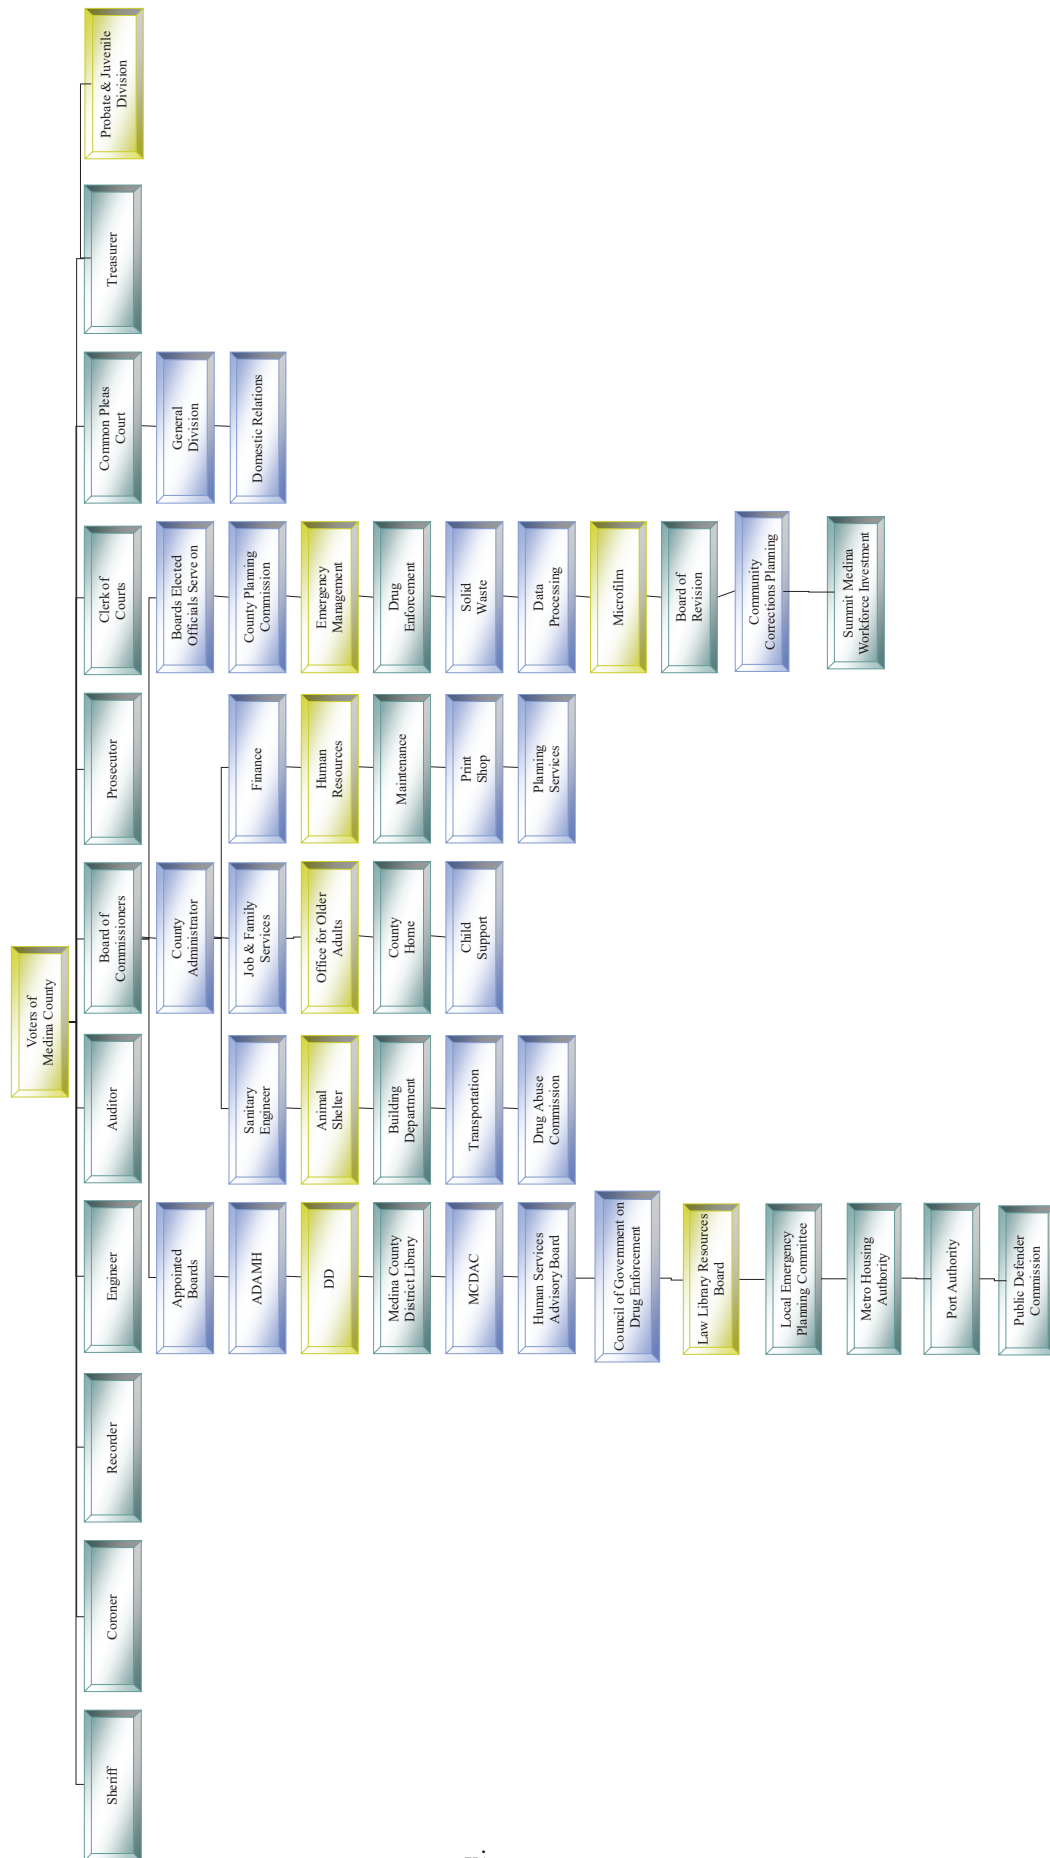 Voters of
Medina County
Sheriff
Coroner
Recorder
Engineer
Auditor
Board of
Commissioners
Prosecutor
Clerk of
Courts
Common Pleas
Court
Treasurer
Probate & Juvenile
Division
Appointed
Boards
County
Administrator
Boards Elected
Officials Serve on
General
Division
ADAMH
Sanitary
Engineer
Job & Family
Services
Finance
County Planning
Commission
Domestic Relations
DD
Animal
Shelter
Office for Older
Adults
Human
Resources
Emergency
Management
Medina County
District Library
Building
Department
County
Home
Maintenance
Drug
Enforcement
MCDAC
Transportation
Child
Support
Print
Shop
Solid
Waste
Human Services
Advisory Board
Drug Abuse
Commission
Planning
Services
Data
Processing
Council of Government on
Drug Enforcement
Microfilm
Law Library Resources
Board
Board of
Revision
Local Emergency
Planning Committee
Community
Corrections Planning
Metro Housing
Authority
Summit Medina
Workforce Investment
Port Authority
Public Defender
Commission